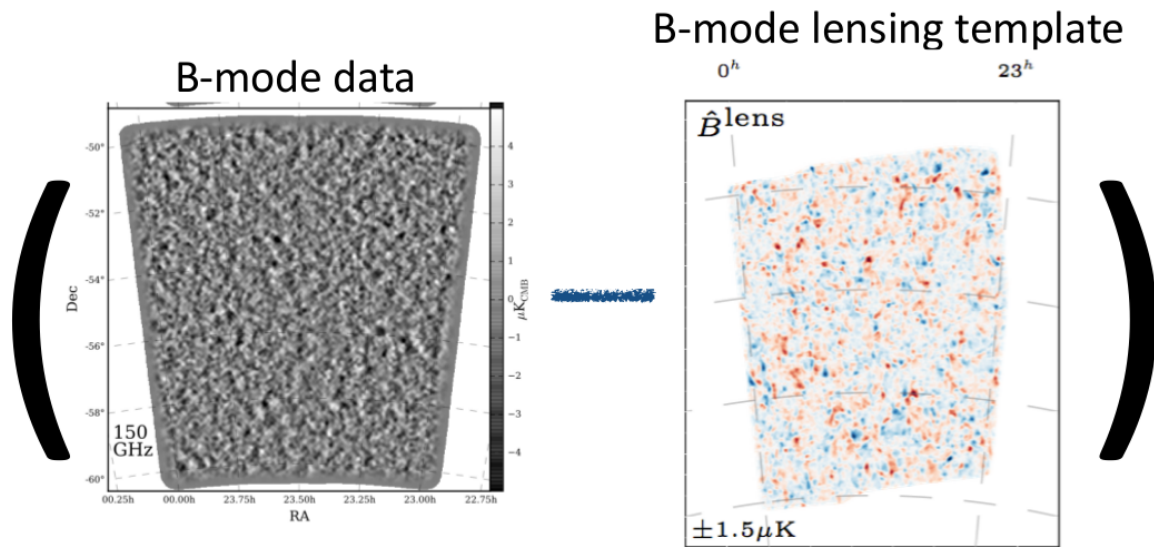 B-mode lensing template
B-mode data
-50°
-52°
-54°
-56°
-58°
-60°
Dec
150
GHz
00.25h 00.00h 23.75h 23.50h 23.25h 23.00h 22.75h
RA
4
3
2
1
0
−1
−2
−3
−4
μK_CMB
0^h 23^h
B̂^lens
±1.5μK